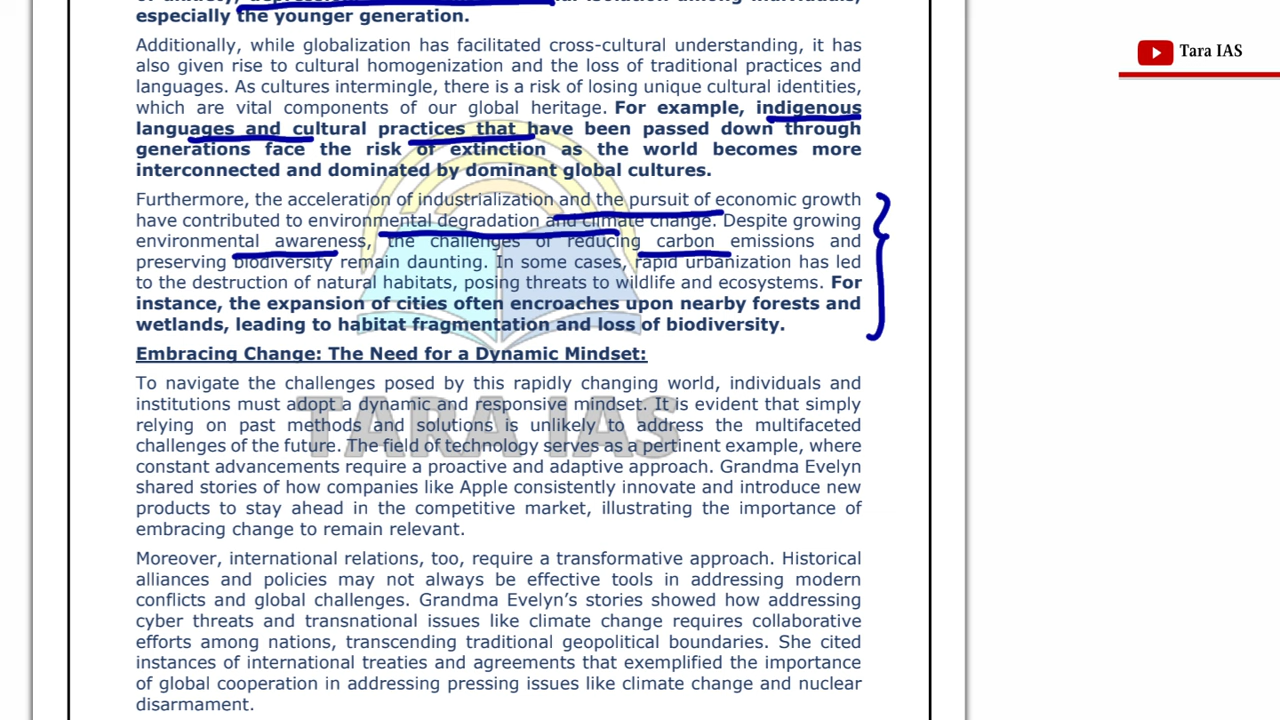 especially the younger generation.
Additionally, while globalization has facilitated cross-cultural understanding, it has
also given rise to cultural homogenization and the loss of traditional practices and
languages. As cultures intermingle, there is a risk of losing unique cultural identities,
which are vital components of our global heritage. For example, indigenous
languages and cultural practices that have been passed down through
generations face the risk of extinction as the world becomes more
interconnected and dominated by dominant global cultures.
Furthermore, the acceleration of industrialization and the pursuit of economic growth
have contributed to environmental degradation and climate change. Despite growing
environmental awareness, the challenges of reducing carbon emissions and
preserving biodiversity remain daunting. In some cases, rapid urbanization has led
to the destruction of natural habitats, posing threats to wildlife and ecosystems. For
instance, the expansion of cities often encroaches upon nearby forests and
wetlands, leading to habitat fragmentation and loss of biodiversity.
Embracing Change: The Need for a Dynamic Mindset:
To navigate the challenges posed by this rapidly changing world, individuals and
institutions must adopt a dynamic and responsive mindset. It is evident that simply
relying on past methods and solutions is unlikely to address the multifaceted
challenges of the future. The field of technology serves as a pertinent example, where
constant advancements require a proactive and adaptive approach. Grandma Evelyn
shared stories of how companies like Apple consistently innovate and introduce new
products to stay ahead in the competitive market, illustrating the importance of
embracing change to remain relevant.
Moreover, international relations, too, require a transformative approach. Historical
alliances and policies may not always be effective tools in addressing modern
conflicts and global challenges. Grandma Evelyn's stories showed how addressing
cyber threats and transnational issues like climate change requires collaborative
efforts among nations, transcending traditional geopolitical boundaries. She cited
instances of international treaties and agreements that exemplified the importance
of global cooperation in addressing pressing issues like climate change and nuclear
disarmament.
TARA IAS
Tara IAS